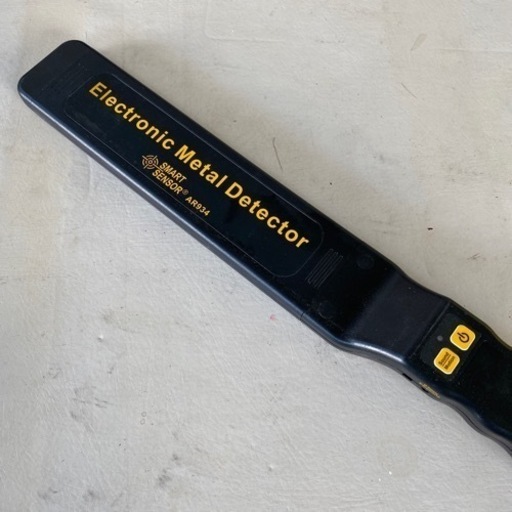 Electronic Metal Detector
SMART
SENSOR® AR934